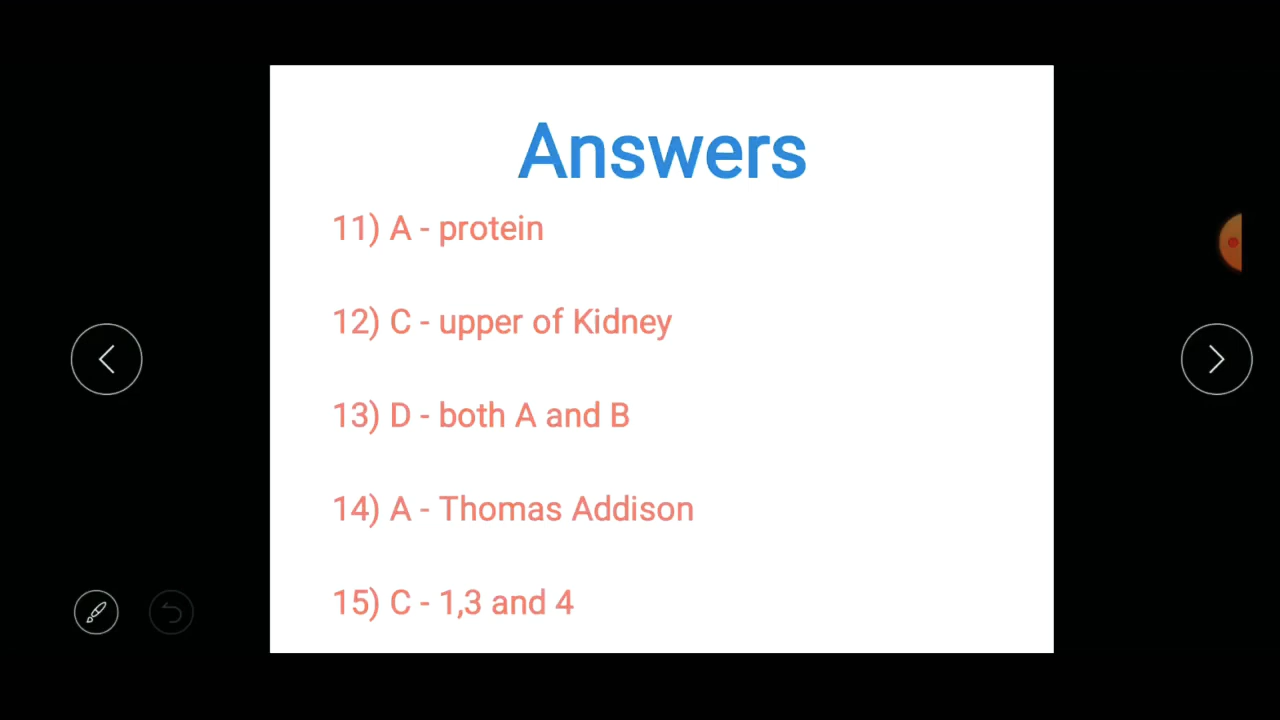 Answers
11) A - protein
12) C - upper of Kidney
13) D - both A and B
14) A - Thomas Addison
15) C - 1,3 and 4